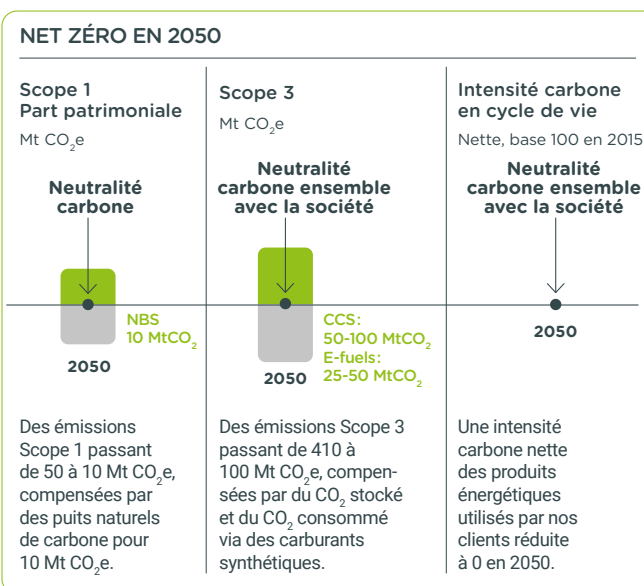 NET ZÉRO EN 2050
Scope 1
Part patrimoniale
Mt CO₂e
Neutralité
carbone
NBS
10 MtCO₂
2050
Des émissions
Scope 1 passant
de 50 à 10 Mt CO₂e,
compensées par
des puits naturels
de carbone pour
10 Mt CO₂e.
Scope 3
Mt CO₂e
Neutralité
carbone ensemble
avec la société
CCS:
50-100 MtCO₂
E-fuels:
25-50 MtCO₂
2050
Des émissions Scope 3
passant de 410 à
100 Mt CO₂e, compen-
sées par du CO₂ stocké
et du CO₂ consommé
via des carburants
synthétiques.
Intensité carbone
en cycle de vie
Nette, base 100 en 2015
Neutralité
carbone ensemble
avec la société
2050
Une intensité
carbone nette
des produits
énergétiques
utilisés par nos
clients réduite
à 0 en 2050.